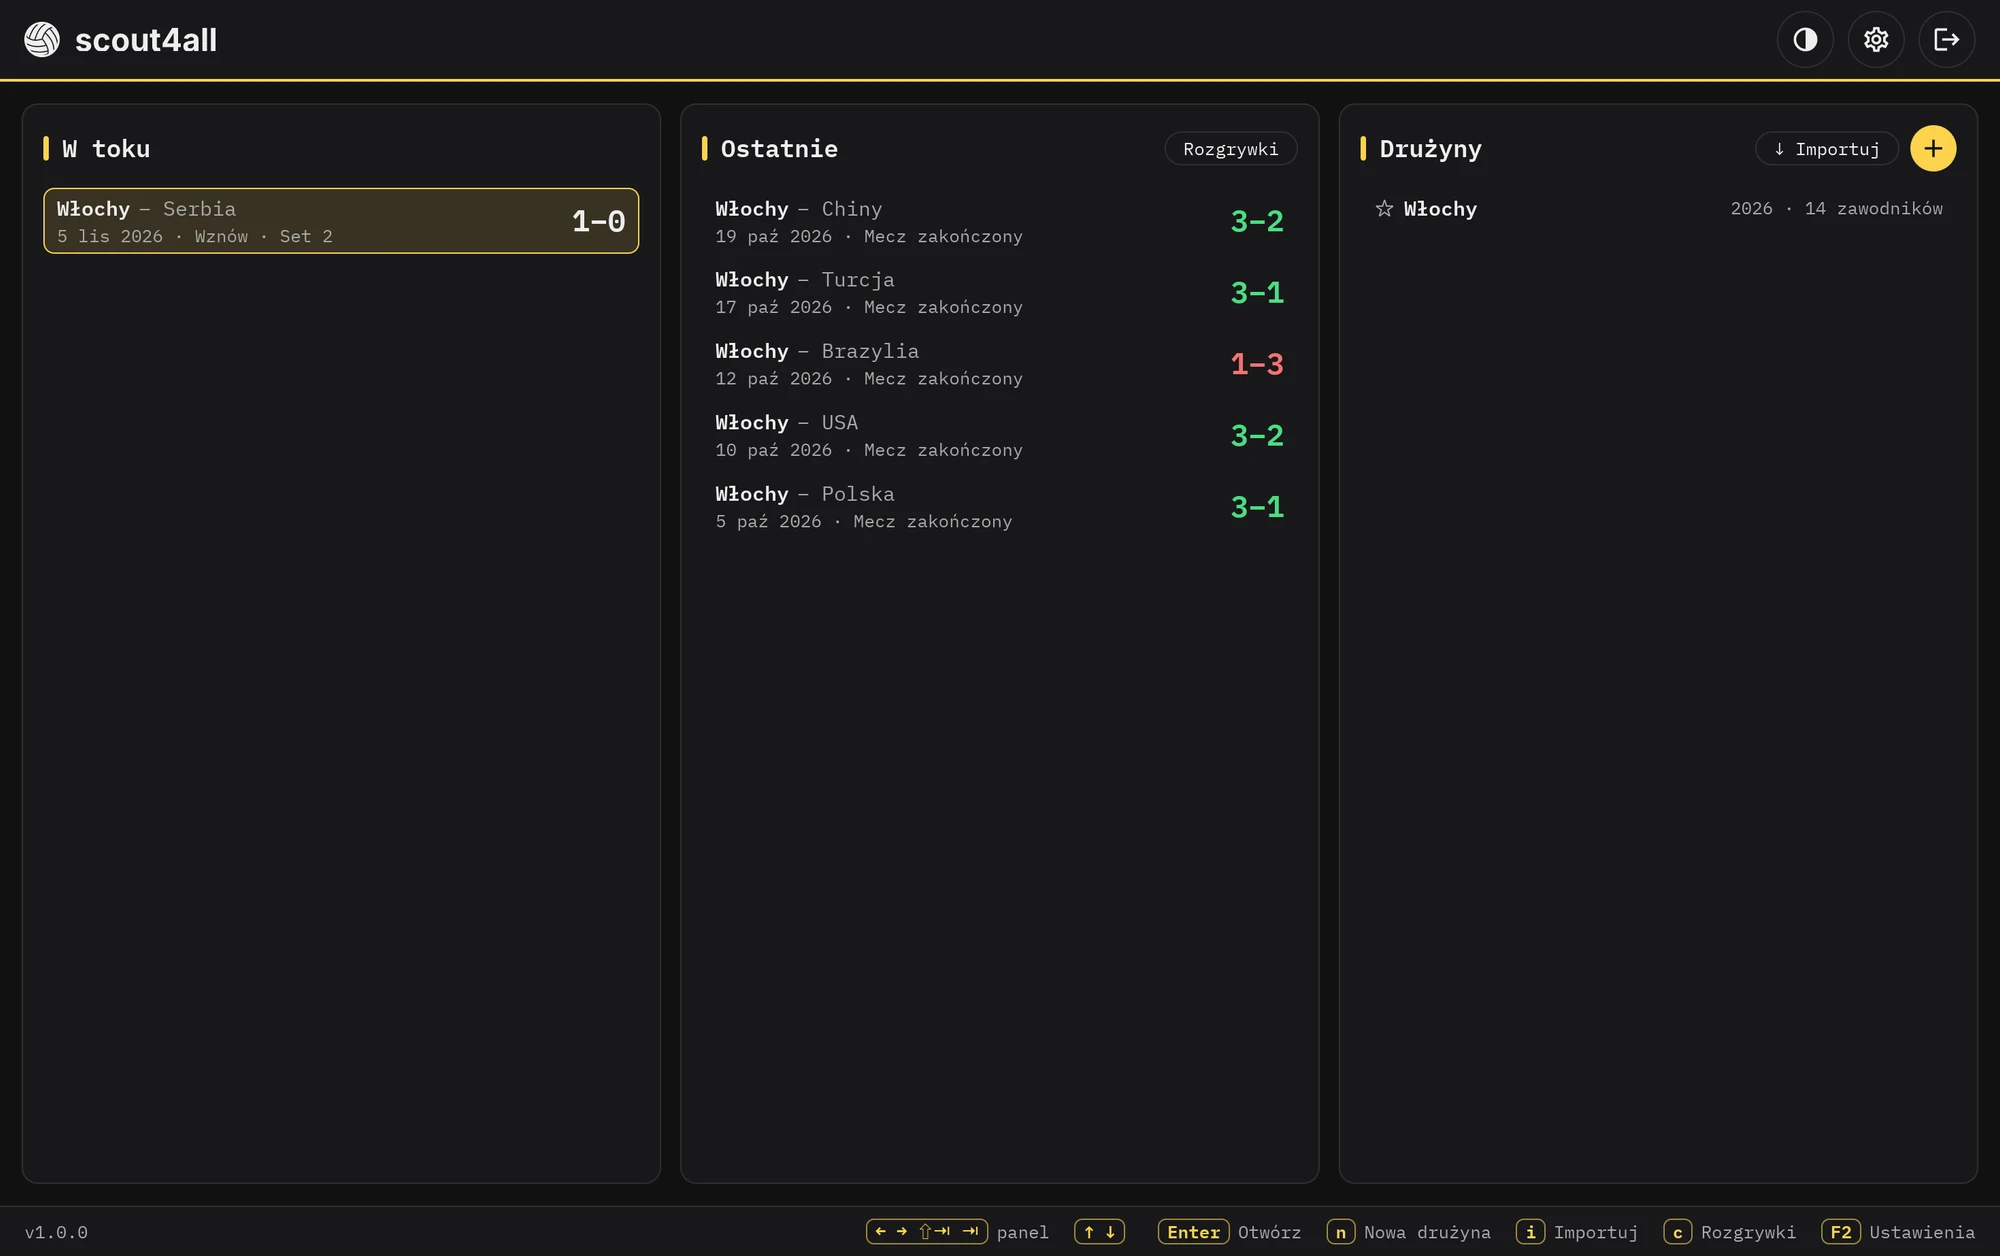 scout4all
W toku
Włochy – Serbia
5 lis 2026 · Wznów · Set 2
1–0
Ostatnie
Rozgrywki
Włochy – Chiny
19 paź 2026 · Mecz zakończony
3–2
Włochy – Turcja
17 paź 2026 · Mecz zakończony
3–1
Włochy – Brazylia
12 paź 2026 · Mecz zakończony
1–3
Włochy – USA
10 paź 2026 · Mecz zakończony
3–2
Włochy – Polska
5 paź 2026 · Mecz zakończony
3–1
Drużyny
↓ Importuj
+
☆ Włochy
2026 · 14 zawodników
v1.0.0
← → ⇧⇥ ⇥ panel ↑ ↓ Enter Otwórz n Nowa drużyna i Importuj c Rozgrywki F2 Ustawienia